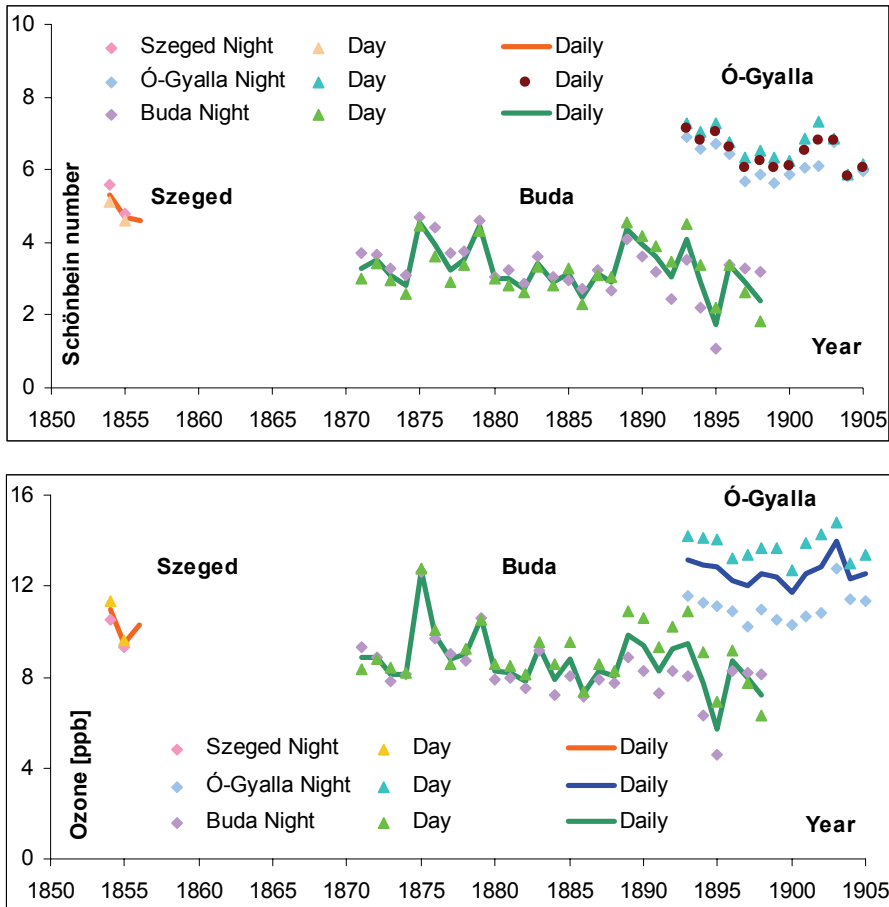 10
Szeged Night Day Daily
Ó-Gyalla Night Day Daily
Buda Night Day Daily
Ó-Gyalla
8
6
Szeged Buda
4
2
Schönbein number
Year
0
1850 1855 1860 1865 1870 1875 1880 1885 1890 1895 1900 1905
16
Ó-Gyalla
Szeged Buda
12
8
4
Szeged Night Day Daily
Ó-Gyalla Night Day Daily
Buda Night Day Daily
Ozone [ppb]
Year
0
1850 1855 1860 1865 1870 1875 1880 1885 1890 1895 1900 1905